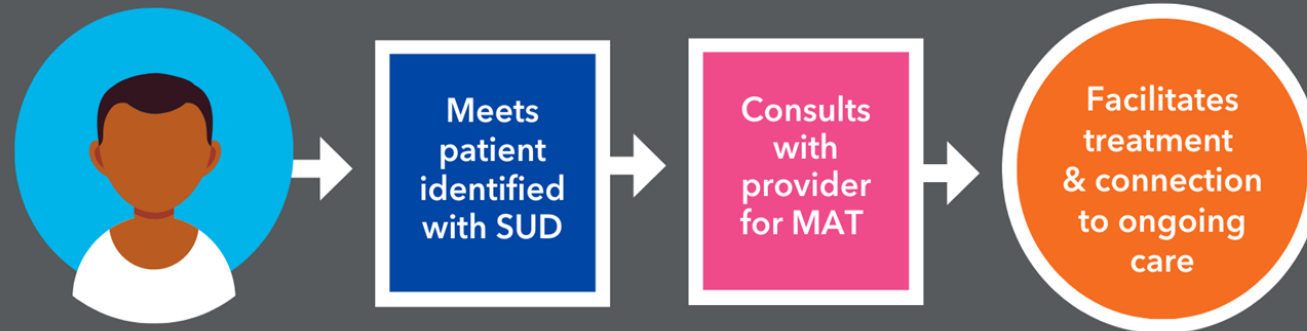 Meets
patient
identified
with SUD
Consults
with
provider
for MAT
Facilitates
treatment
& connection
to ongoing
care